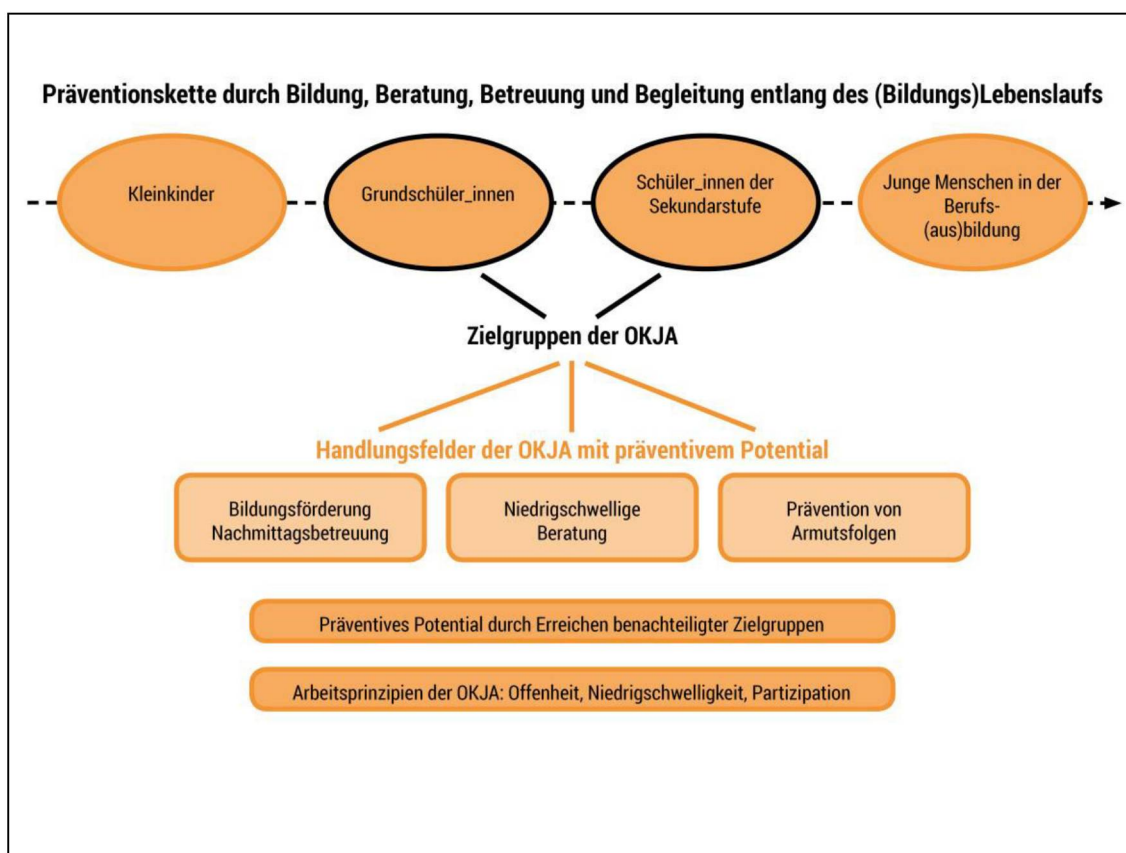 Präventionskette durch Bildung, Beratung, Betreuung und Begleitung entlang des (Bildungs)Lebenslaufs
Kleinkinder
Grundschüler_innen
Schüler_innen der
Sekundarstufe
Junge Menschen in der
Berufs-
(aus)bildung
Zielgruppen der OKJA
Handlungsfelder der OKJA mit präventivem Potential
Bildungsförderung
Nachmittagsbetreuung
Niedrigschwellige
Beratung
Prävention von
Armutsfolgen
Präventives Potential durch Erreichen benachteiligter Zielgruppen
Arbeitsprinzipien der OKJA: Offenheit, Niedrigschwelligkeit, Partizipation